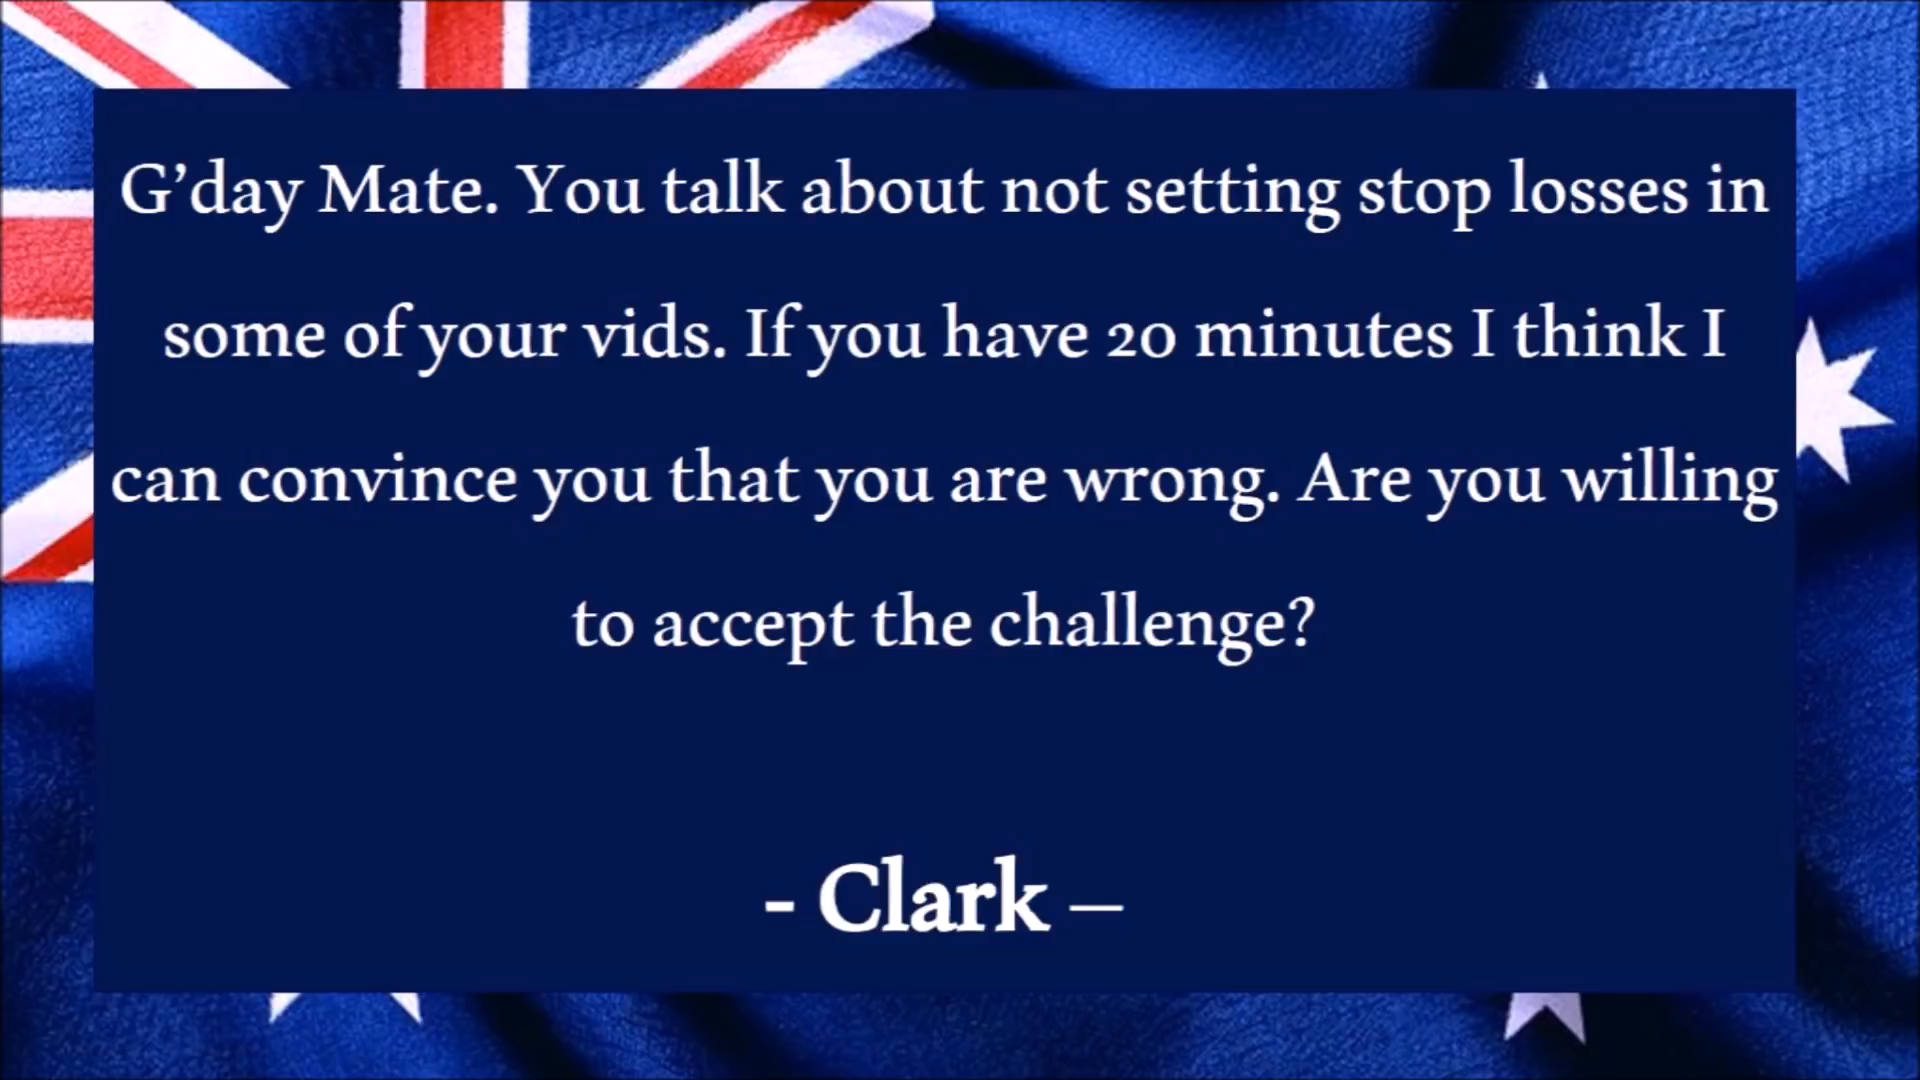 G’day Mate. You talk about not setting stop losses in
some of your vids. If you have 20 minutes I think I
can convince you that you are wrong. Are you willing
to accept the challenge?
- Clark –